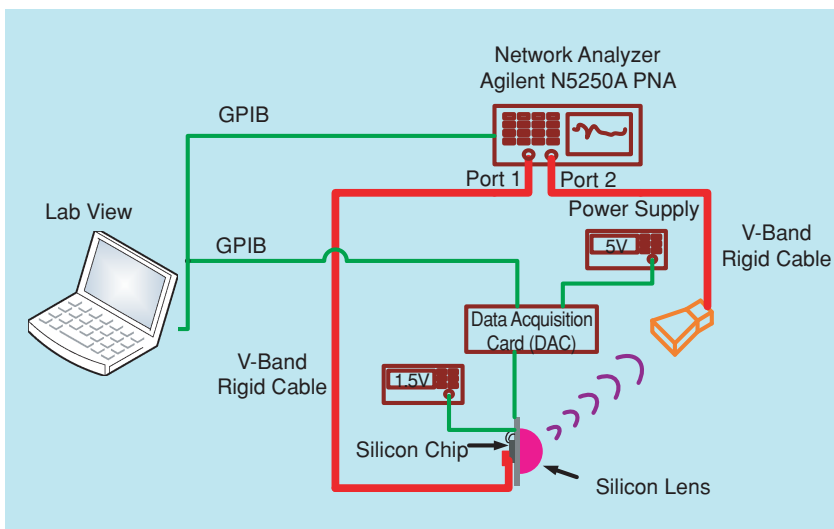 Network Analyzer
Agilent N5250A PNA
GPIB
Port 1
Port 2
Lab View
Power Supply
V-Band
Rigid Cable
GPIB
5V
Data Acquisition
Card (DAC)
V-Band
Rigid Cable
1.5V
Silicon Chip
Silicon Lens